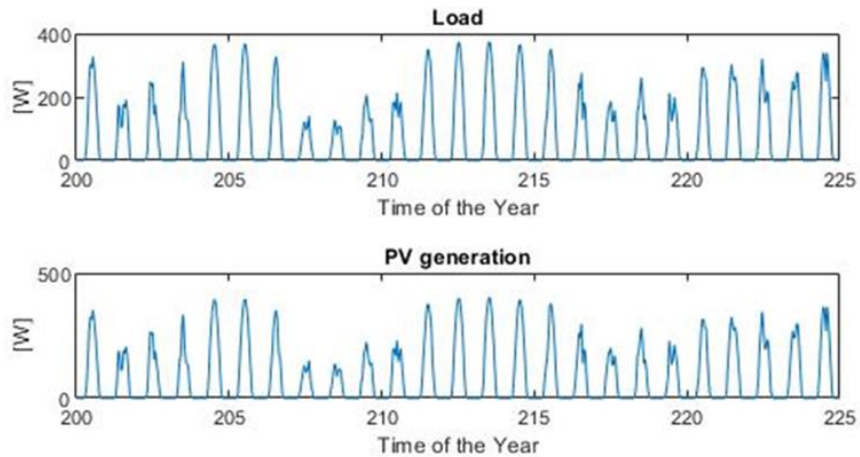 Load
400
200
0
[W]
200 205 210 215 220 225
Time of the Year
PV generation
500
0
[W]
200 205 210 215 220 225
Time of the Year